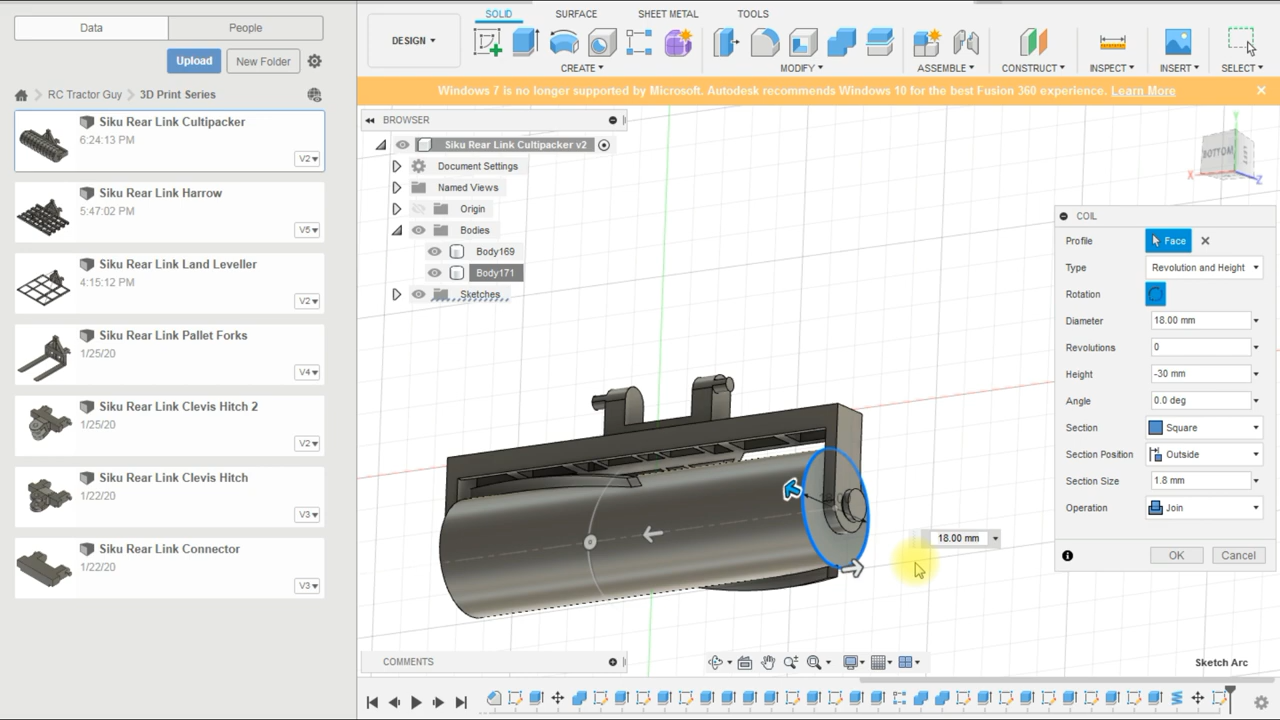 Data
People
Upload
New Folder
RC Tractor Guy
3D Print Series
Siku Rear Link Cultipacker
6:24:13 PM
V2
Siku Rear Link Harrow
5:47:02 PM
V5
Siku Rear Link Land Leveller
4:15:12 PM
V2
Siku Rear Link Pallet Forks
1/25/20
V4
Siku Rear Link Clevis Hitch 2
1/25/20
V2
Siku Rear Link Clevis Hitch
1/22/20
V3
Siku Rear Link Connector
1/22/20
V3
SOLID
SURFACE
SHEET METAL
TOOLS
DESIGN
CREATE
MODIFY
ASSEMBLE
CONSTRUCT
INSPECT
INSERT
SELECT
Windows 7 is no longer supported by Microsoft. Autodesk recommends Windows 10 for the best Fusion 360 experience. Learn More
BROWSER
Siku Rear Link Cultipacker v2
Document Settings
Named Views
Origin
Bodies
Body169
Body171
Sketches
BOTTOM
LEFT
X
Z
COIL
Profile Face
Type Revolution and Height
Rotation
Diameter 18.00 mm
Revolutions 0
Height -30 mm
Angle 0.0 deg
Section Square
Section Position Outside
Section Size 1.8 mm
Operation Join
OK Cancel
18.00 mm
COMMENTS
Sketch Arc